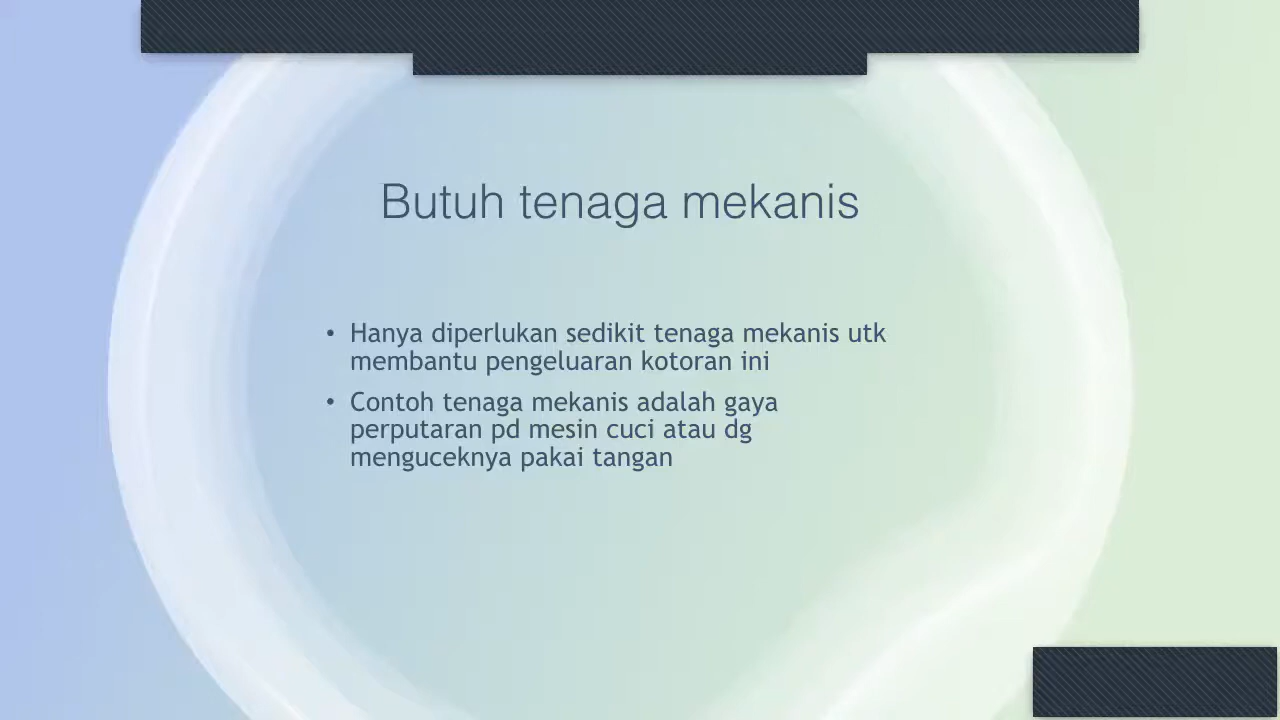 Butuh tenaga mekanis
• Hanya diperlukan sedikit tenaga mekanis utk
membantu pengeluaran kotoran ini
• Contoh tenaga mekanis adalah gaya
perputaran pd mesin cuci atau dg
menguceknya pakai tangan